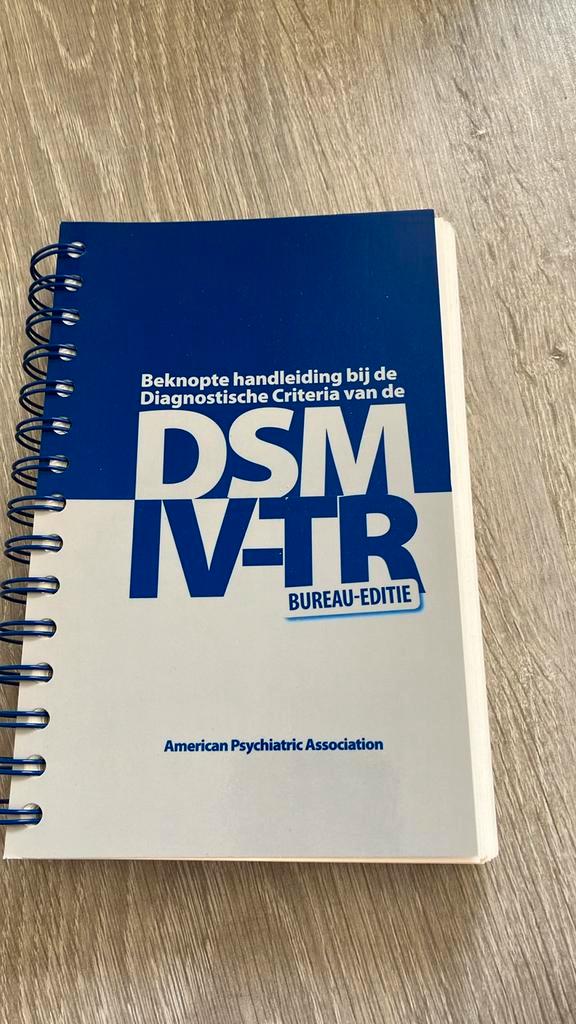 Beknopte handleiding bij de
Diagnostische Criteria van de
DSM
IV-TR
BUREAU-EDITIE
American Psychiatric Association